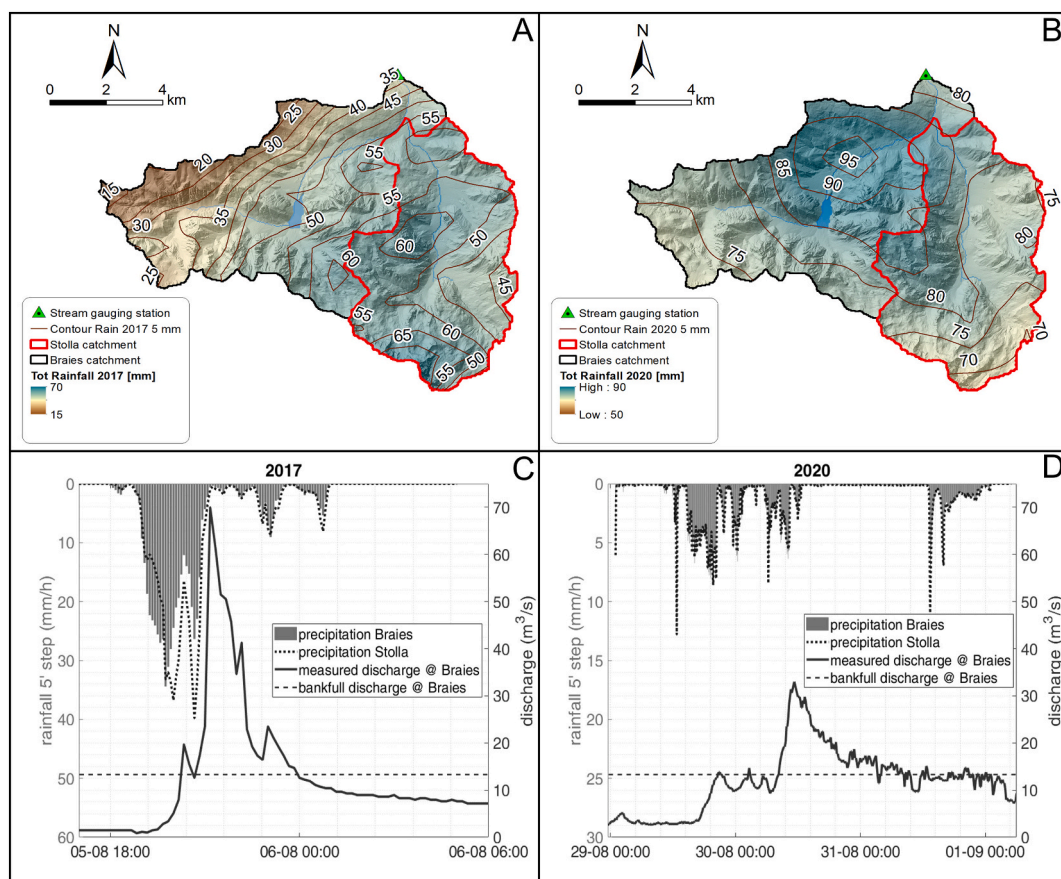 A
N
0 2 4
km
35
45
40
25
55
30
55
20
15
35
55
50
30
60
50
60
25
45
55
60
65
50
55
Stream gauging station
Contour Rain 2017 5 mm
Stolla catchment
Braies catchment
Tot Rainfall 2017 [mm]
70
15
B
N
0 2 4
km
80
95
85
90
75
80
75
80
75
70
70
Stream gauging station
Contour Rain 2020 5 mm
Stolla catchment
Braies catchment
Tot Rainfall 2020 [mm]
High : 90
Low : 50
C
2017
0
10
20
30
40
50
60
rainfall 5' step (mm/h)
70
60
50
40
30
20
10
0
discharge (m³/s)
precipitation Braies
precipitation Stolla
measured discharge @ Braies
bankfull discharge @ Braies
05-08 18:00 06-08 00:00 06-08 06:00
D
2020
0
5
10
15
20
25
30
rainfall 5' step (mm/h)
70
60
50
40
30
20
10
0
discharge (m³/s)
precipitation Braies
precipitation Stolla
measured discharge @ Braies
bankfull discharge @ Braies
29-08 00:00 30-08 00:00 31-08 00:00 01-09 00:00